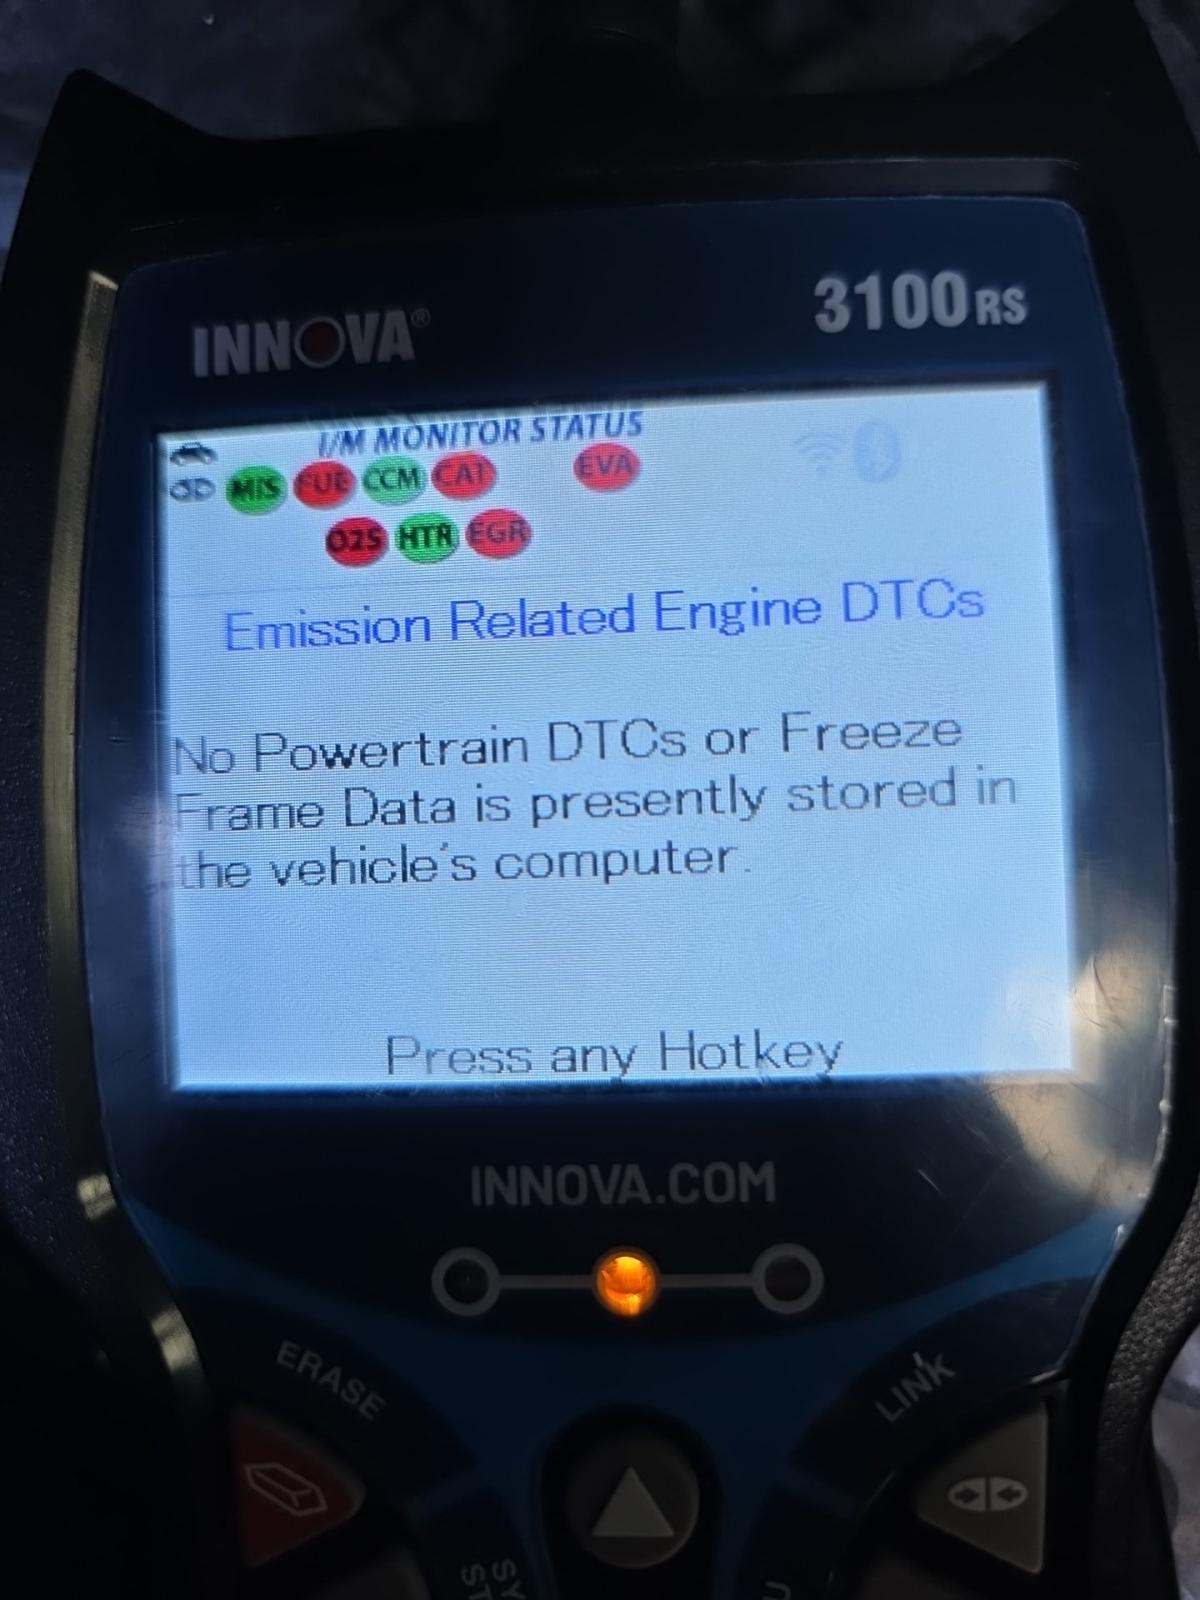 INNOVA®
3100RS
I/M MONITOR STATUS
MIS FUE CCM CAT EVA
O2S HTR EGR
Emission Related Engine DTCs
No Powertrain DTCs or Freeze
Frame Data is presently stored in
the vehicle's computer.
Press any Hotkey
INNOVA.COM
ERASE
LINK